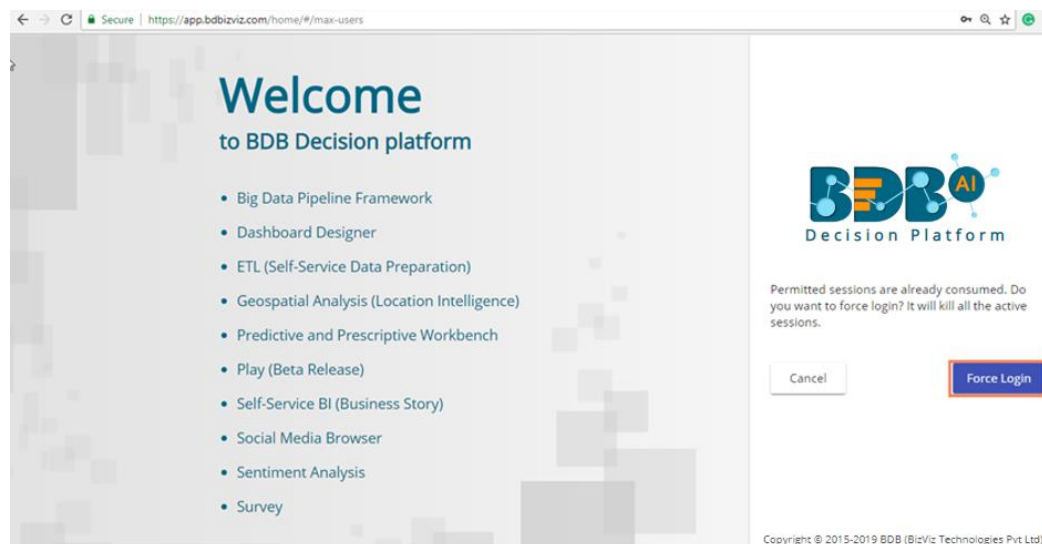 Secure | https://app.bdbizviz.com/home/#/max-users
Welcome
to BDB Decision platform
• Big Data Pipeline Framework
• Dashboard Designer
• ETL (Self-Service Data Preparation)
• Geospatial Analysis (Location Intelligence)
• Predictive and Prescriptive Workbench
• Play (Beta Release)
• Self-Service BI (Business Story)
• Social Media Browser
• Sentiment Analysis
• Survey
BDB AI
Decision Platform
Permitted sessions are already consumed. Do
you want to force login? It will kill all the active
sessions.
Cancel Force Login
Copyright © 2015-2019 BDB (BizViz Technologies Pvt Ltd)